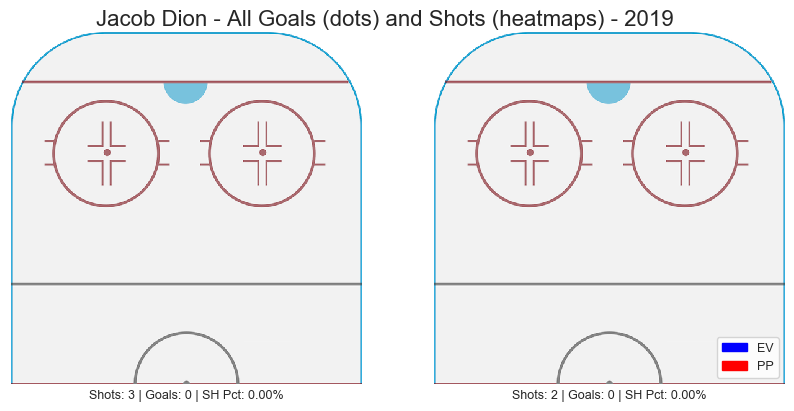 Jacob Dion - All Goals (dots) and Shots (heatmaps) - 2019
EV
PP
Shots: 3 | Goals: 0 | SH Pct: 0.00%
Shots: 2 | Goals: 0 | SH Pct: 0.00%